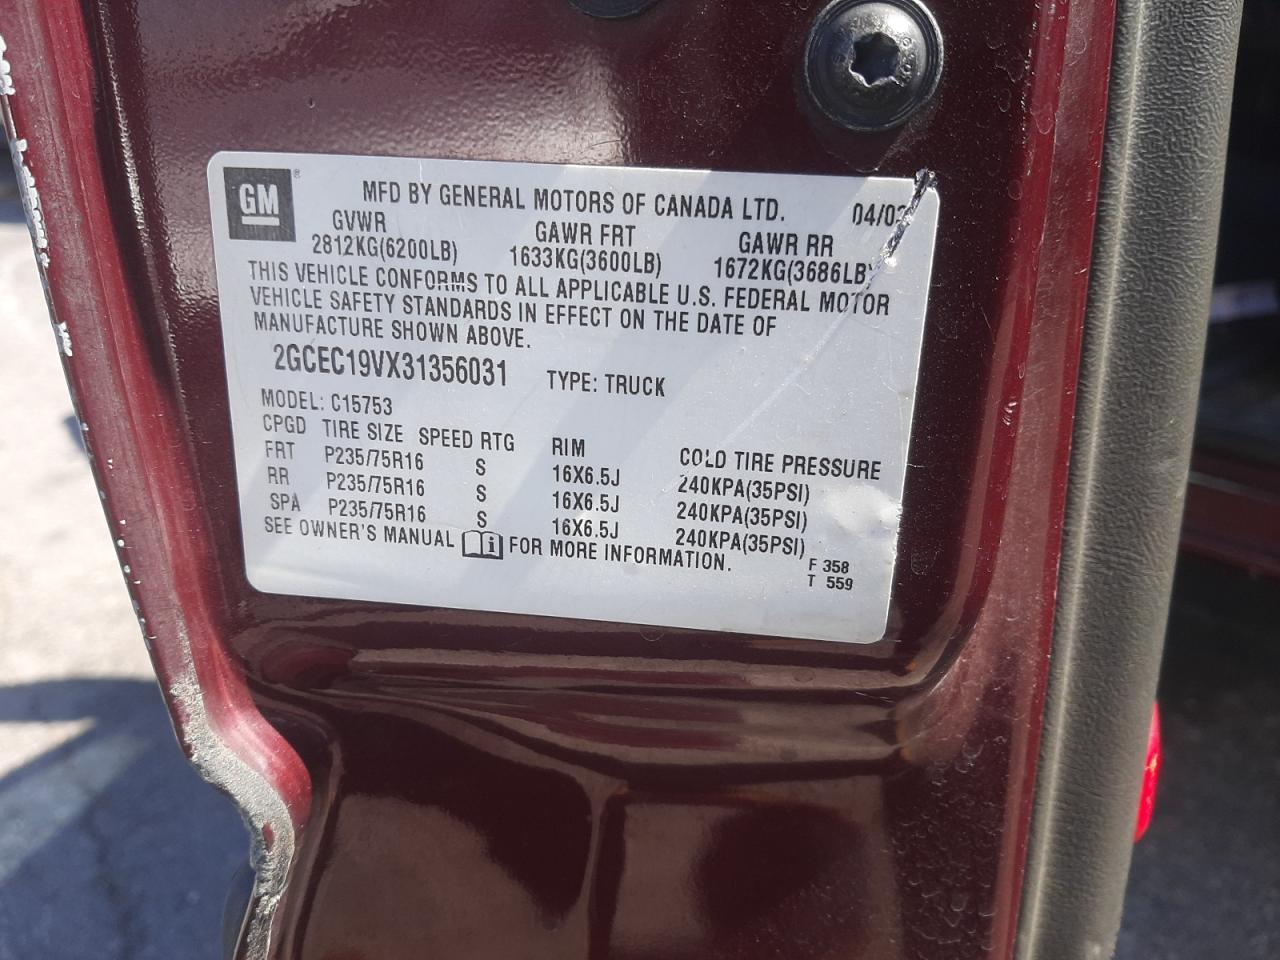 GM ®
MFD BY GENERAL MOTORS OF CANADA LTD. 04/03
GVWR GAWR FRT GAWR RR
2812KG(6200LB) 1633KG(3600LB) 1672KG(3686LB)
THIS VEHICLE CONFORMS TO ALL APPLICABLE U.S. FEDERAL MOTOR
VEHICLE SAFETY STANDARDS IN EFFECT ON THE DATE OF
MANUFACTURE SHOWN ABOVE.
2GCEC19VX31356031 TYPE: TRUCK
MODEL: C15753
CPGD TIRE SIZE SPEED RTG RIM COLD TIRE PRESSURE
FRT P235/75R16 S 16X6.5J 240KPA(35PSI)
RR P235/75R16 S 16X6.5J 240KPA(35PSI)
SPA P235/75R16 S 16X6.5J 240KPA(35PSI)
SEE OWNER'S MANUAL FOR MORE INFORMATION.
F 358
T 559